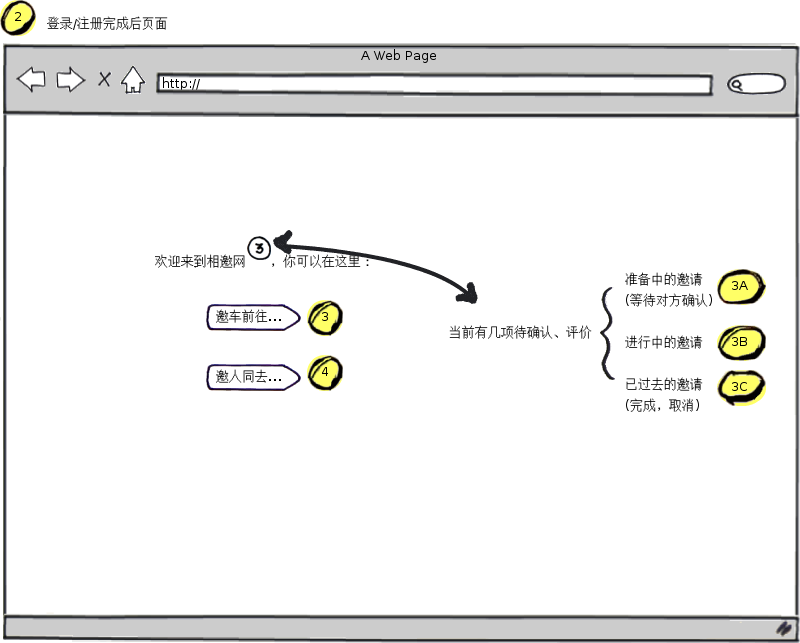 2
登录/注册完成后页面
A Web Page
http://
3
欢迎来到相邀网 ，你可以在这里：
邀车前往... 3
邀人同去... 4
当前有几项待确认、评价
准备中的邀请
(等待对方确认) 3A
进行中的邀请 3B
已过去的邀请
(完成，取消) 3C